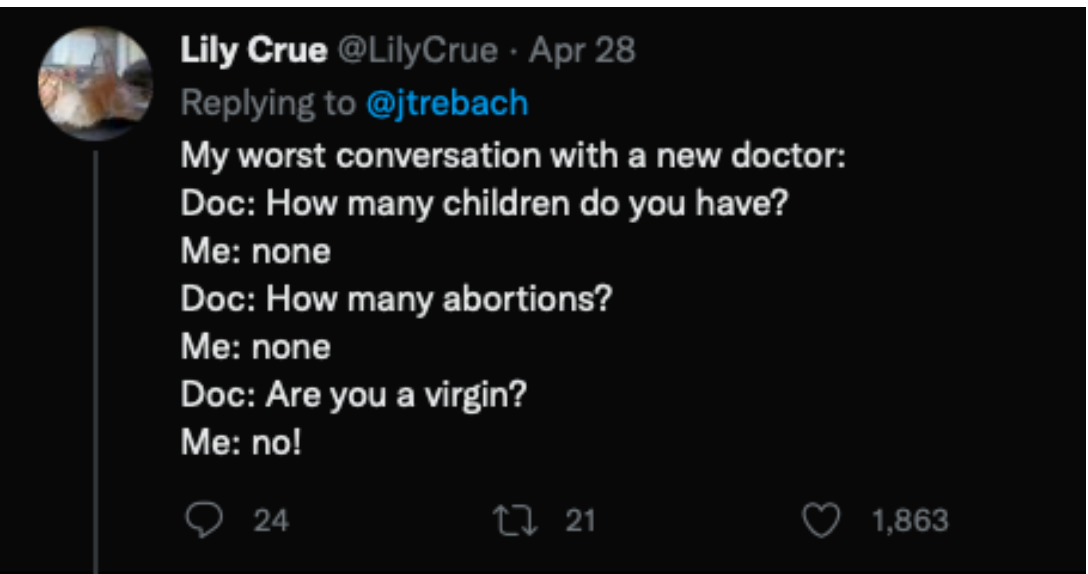 Lily Crue @LilyCrue · Apr 28
Replying to @jtrebach
My worst conversation with a new doctor:
Doc: How many children do you have?
Me: none
Doc: How many abortions?
Me: none
Doc: Are you a virgin?
Me: no!
24 21 1,863